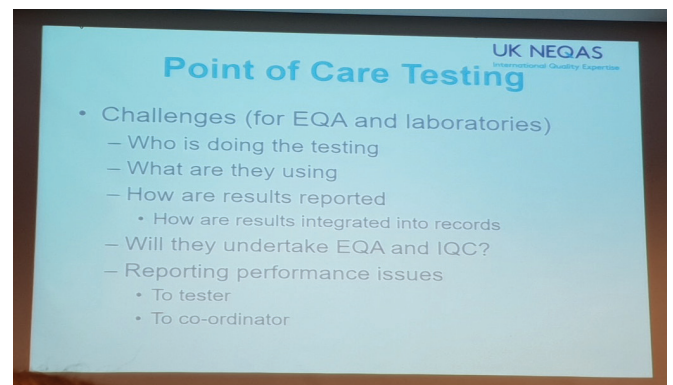 UK NEQAS
International Quality Expertise
Point of Care Testing
• Challenges (for EQA and laboratories)
– Who is doing the testing
– What are they using
– How are results reported
• How are results integrated into records
– Will they undertake EQA and IQC?
– Reporting performance issues
• To tester
• To co-ordinator